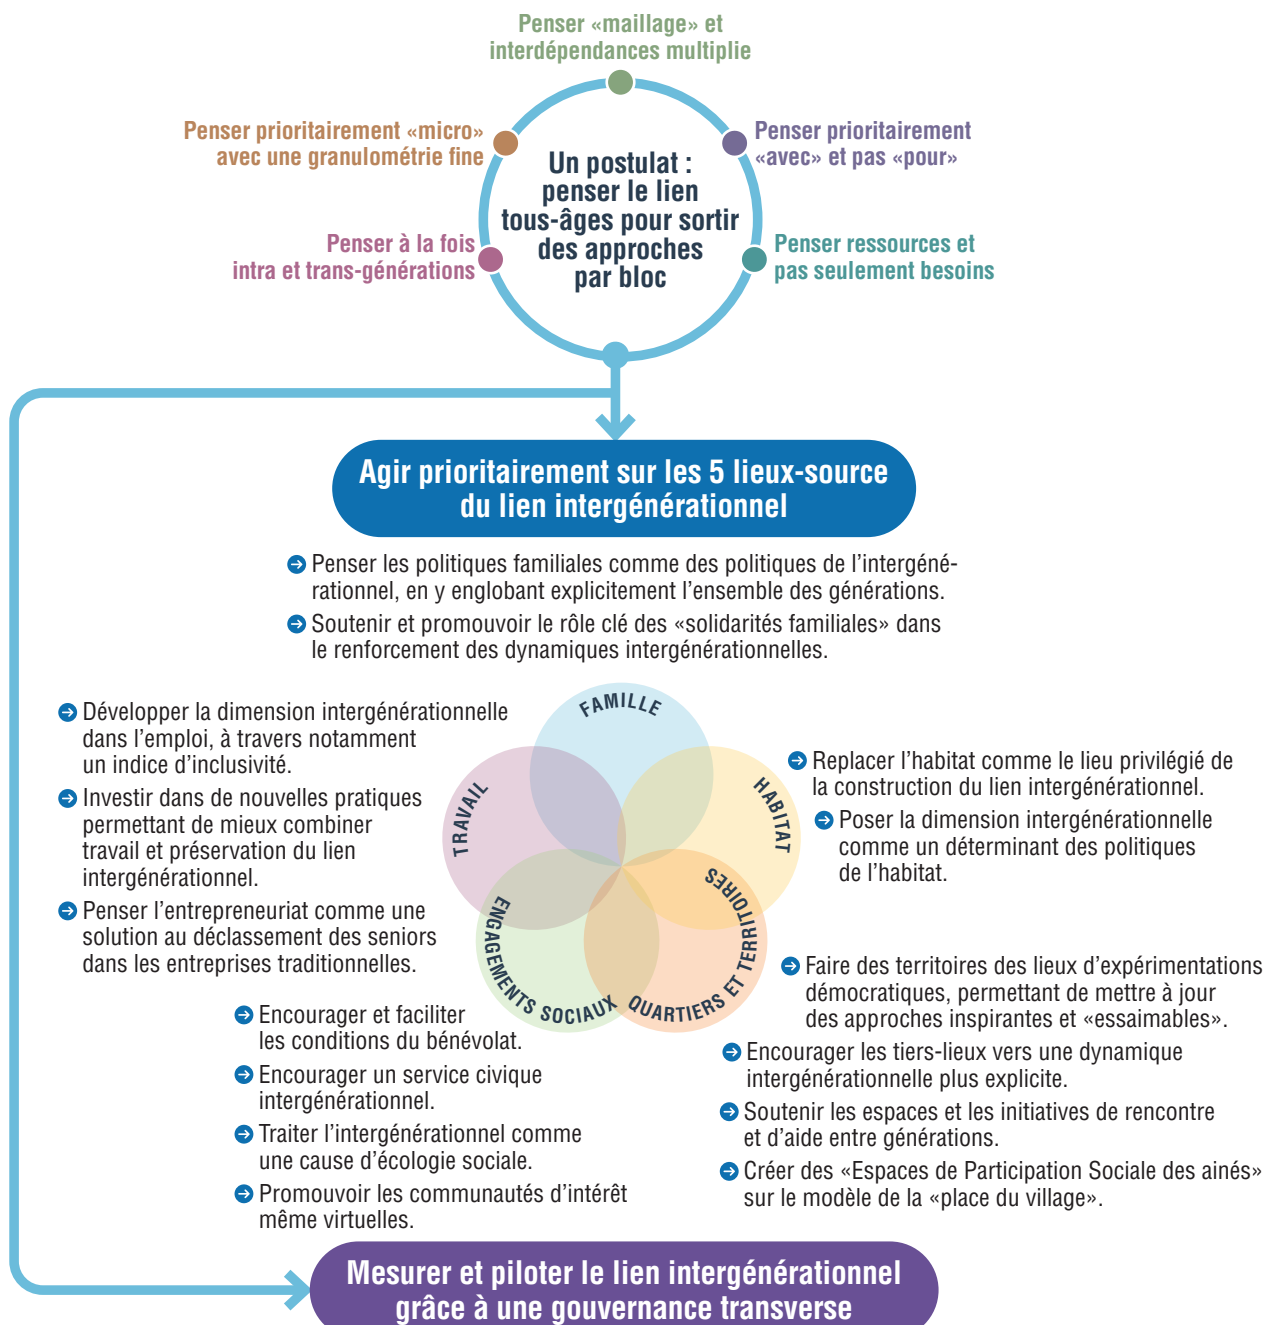 Penser «maillage» et
interdépendances multiplie
Penser prioritairement «micro»
avec une granulométrie fine
Penser prioritairement
«avec» et pas «pour»
Un postulat :
penser le lien
tous-âges pour sortir
des approches
par bloc
Penser à la fois
intra et trans-générations
Penser ressources et
pas seulement besoins
Agir prioritairement sur les 5 lieux-source
du lien intergénérationnel
Penser les politiques familiales comme des politiques de l’intergéné-
rationnel, en y englobant explicitement l’ensemble des générations.
Soutenir et promouvoir le rôle clé des «solidarités familiales» dans
le renforcement des dynamiques intergénérationnelles.
FAMILLE
Développer la dimension intergénérationnelle
dans l’emploi, à travers notamment
un indice d’inclusivité.
Investir dans de nouvelles pratiques
permettant de mieux combiner
travail et préservation du lien
intergénérationnel.
Penser l’entrepreneuriat comme une
solution au déclassement des seniors
dans les entreprises traditionnelles.
TRAVAIL
HABITAT
Replacer l’habitat comme le lieu privilégié de
la construction du lien intergénérationnel.
Poser la dimension intergénérationnelle
comme un déterminant des politiques
de l’habitat.
ENGAGEMENTS SOCIAUX
QUARTIERS ET TERRITOIRES
Encourager et faciliter
les conditions du bénévolat.
Encourager un service civique
intergénérationnel.
Traiter l’intergénérationnel comme
une cause d’écologie sociale.
Promouvoir les communautés d’intérêt
même virtuelles.
Faire des territoires des lieux d’expérimentations
démocratiques, permettant de mettre à jour
des approches inspirantes et «essaimables».
Encourager les tiers-lieux vers une dynamique
intergénérationnelle plus explicite.
Soutenir les espaces et les initiatives de rencontre
et d’aide entre générations.
Créer des «Espaces de Participation Sociale des ainés»
sur le modèle de la «place du village».
Mesurer et piloter le lien intergénérationnel
grâce à une gouvernance transverse